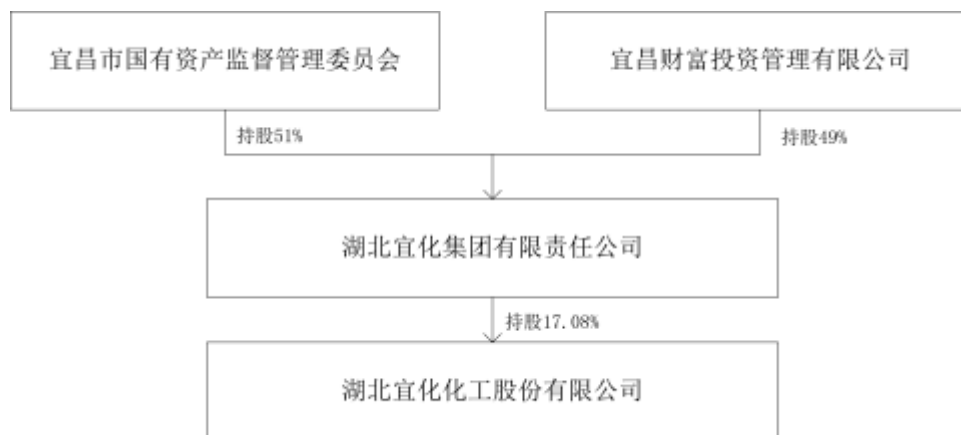 宜昌市国有资产监督管理委员会
宜昌财富投资管理有限公司
持股51%
持股49%
湖北宜化集团有限责任公司
持股17.08%
湖北宜化化工股份有限公司